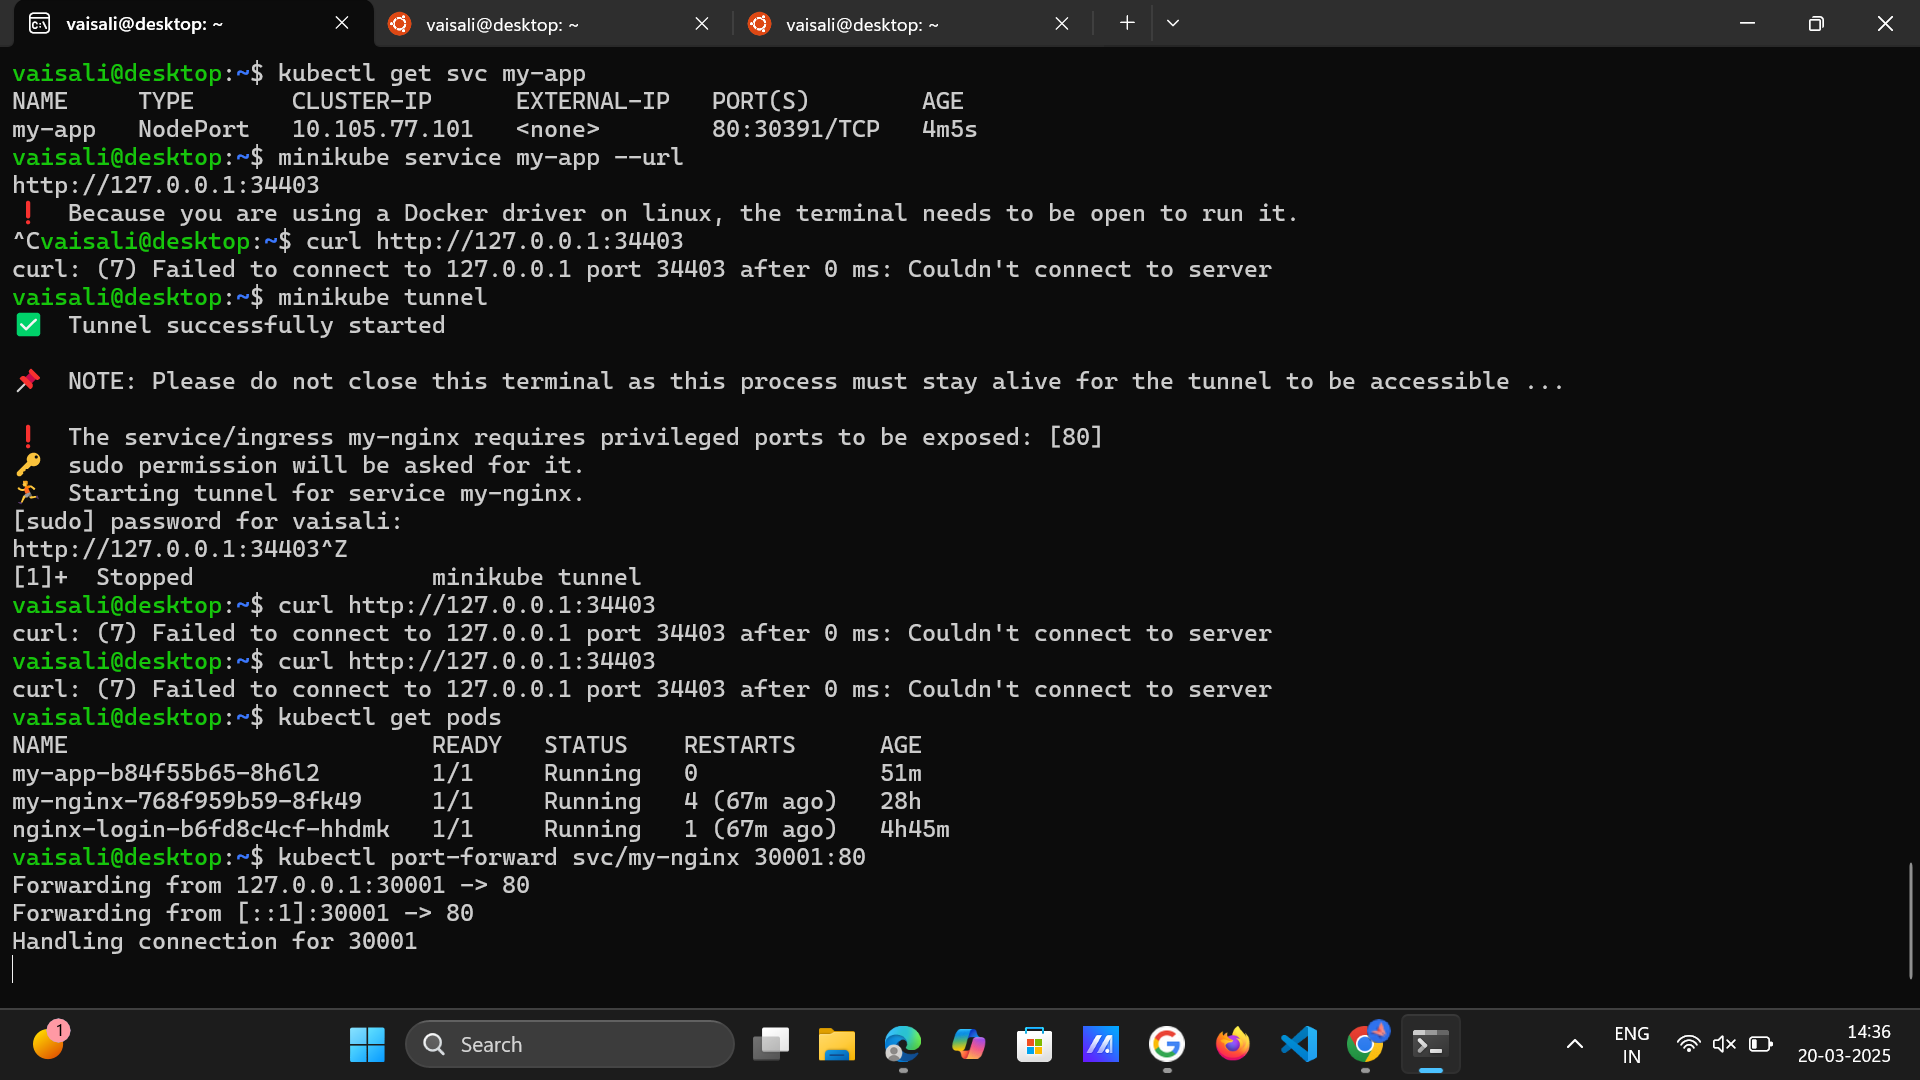 vaisali@desktop: ~
vaisali@desktop: ~
vaisali@desktop: ~
vaisali@desktop:~$ kubectl get svc my-app
NAME     TYPE       CLUSTER-IP      EXTERNAL-IP   PORT(S)        AGE
my-app   NodePort   10.105.77.101   <none>        80:30391/TCP   4m5s
vaisali@desktop:~$ minikube service my-app --url
http://127.0.0.1:34403
❗  Because you are using a Docker driver on linux, the terminal needs to be open to run it.
^Cvaisali@desktop:~$ curl http://127.0.0.1:34403
curl: (7) Failed to connect to 127.0.0.1 port 34403 after 0 ms: Couldn't connect to server
vaisali@desktop:~$ minikube tunnel
✅  Tunnel successfully started
📌  NOTE: Please do not close this terminal as this process must stay alive for the tunnel to be accessible ...
❗  The service/ingress my-nginx requires privileged ports to be exposed: [80]
🔑  sudo permission will be asked for it.
🏃  Starting tunnel for service my-nginx.
[sudo] password for vaisali:
http://127.0.0.1:34403^Z
[1]+  Stopped                 minikube tunnel
vaisali@desktop:~$ curl http://127.0.0.1:34403
curl: (7) Failed to connect to 127.0.0.1 port 34403 after 0 ms: Couldn't connect to server
vaisali@desktop:~$ curl http://127.0.0.1:34403
curl: (7) Failed to connect to 127.0.0.1 port 34403 after 0 ms: Couldn't connect to server
vaisali@desktop:~$ kubectl get pods
NAME                          READY   STATUS    RESTARTS      AGE
my-app-b84f55b65-8h6l2        1/1     Running   0             51m
my-nginx-768f959b59-8fk49     1/1     Running   4 (67m ago)   28h
nginx-login-b6fd8c4cf-hhdmk   1/1     Running   1 (67m ago)   4h45m
vaisali@desktop:~$ kubectl port-forward svc/my-nginx 30001:80
Forwarding from 127.0.0.1:30001 -> 80
Forwarding from [::1]:30001 -> 80
Handling connection for 30001
1
Search
ENG
IN
14:36
20-03-2025